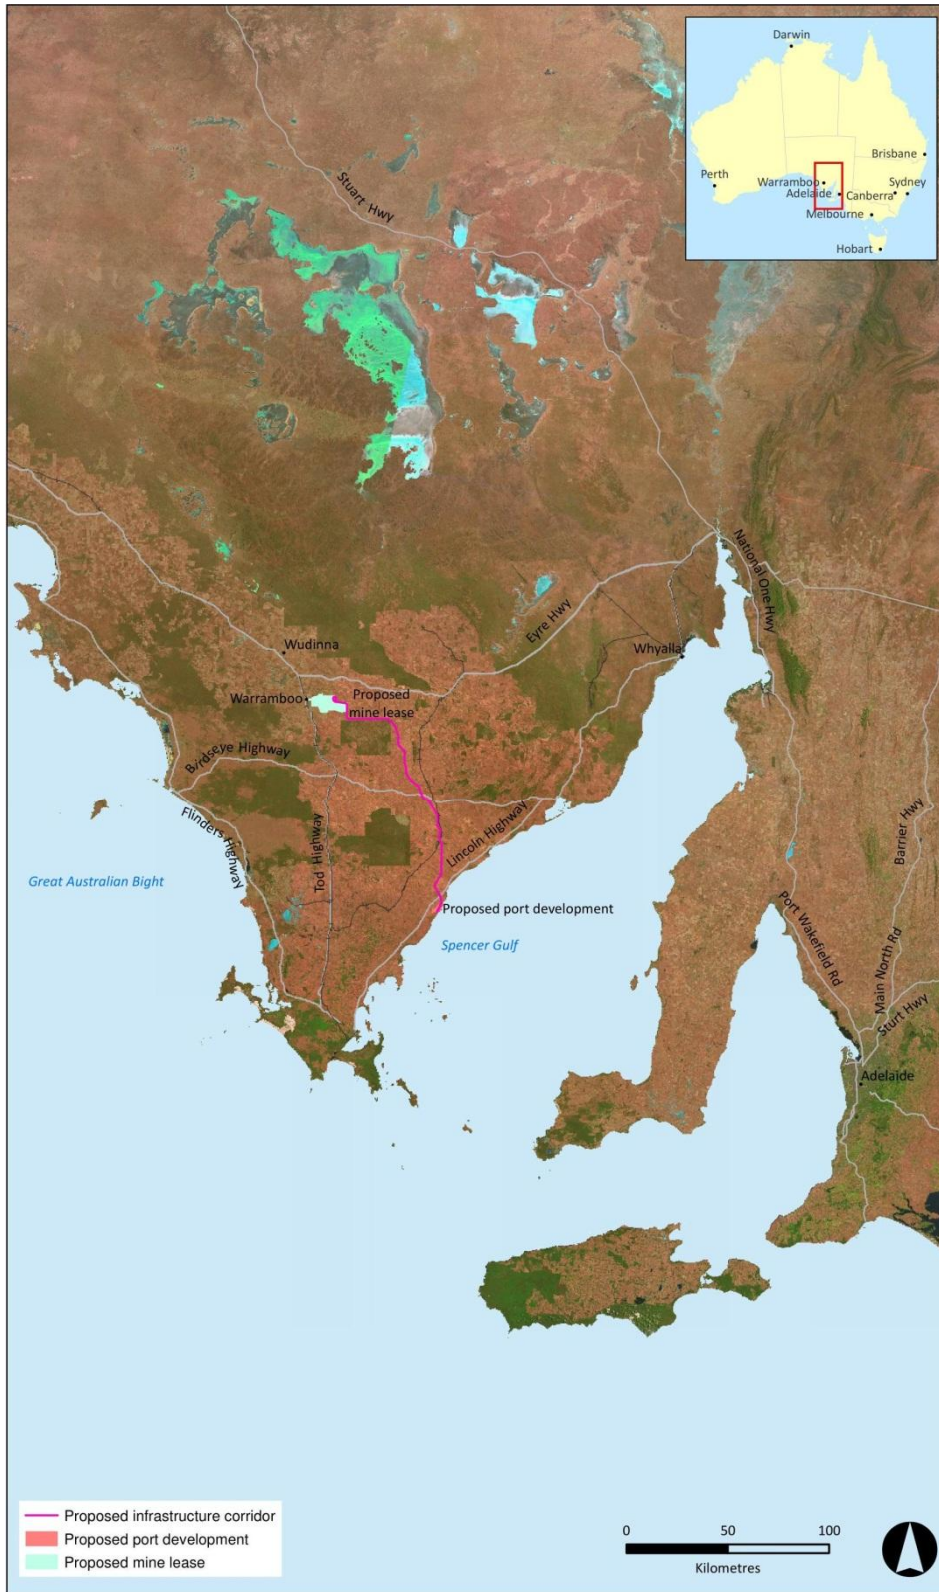 Darwin
Brisbane
Perth
Warramboo
Sydney
Adelaide
Canberra
Melbourne
Hobart
Stuart Hwy
National One Hwy
Eyre Hwy
Wudinna
Whyalla
Warramboo
Proposed
mine lease
Birdseye Highway
Flinders Highway
Tod Highway
Lincoln Highway
Barrier Hwy
Great Australian Bight
Proposed port development
Spencer Gulf
Port Wakefield Rd
Main North Rd
Sturt Hwy
Adelaide
Proposed infrastructure corridor
Proposed port development
Proposed mine lease
0 50 100
Kilometres